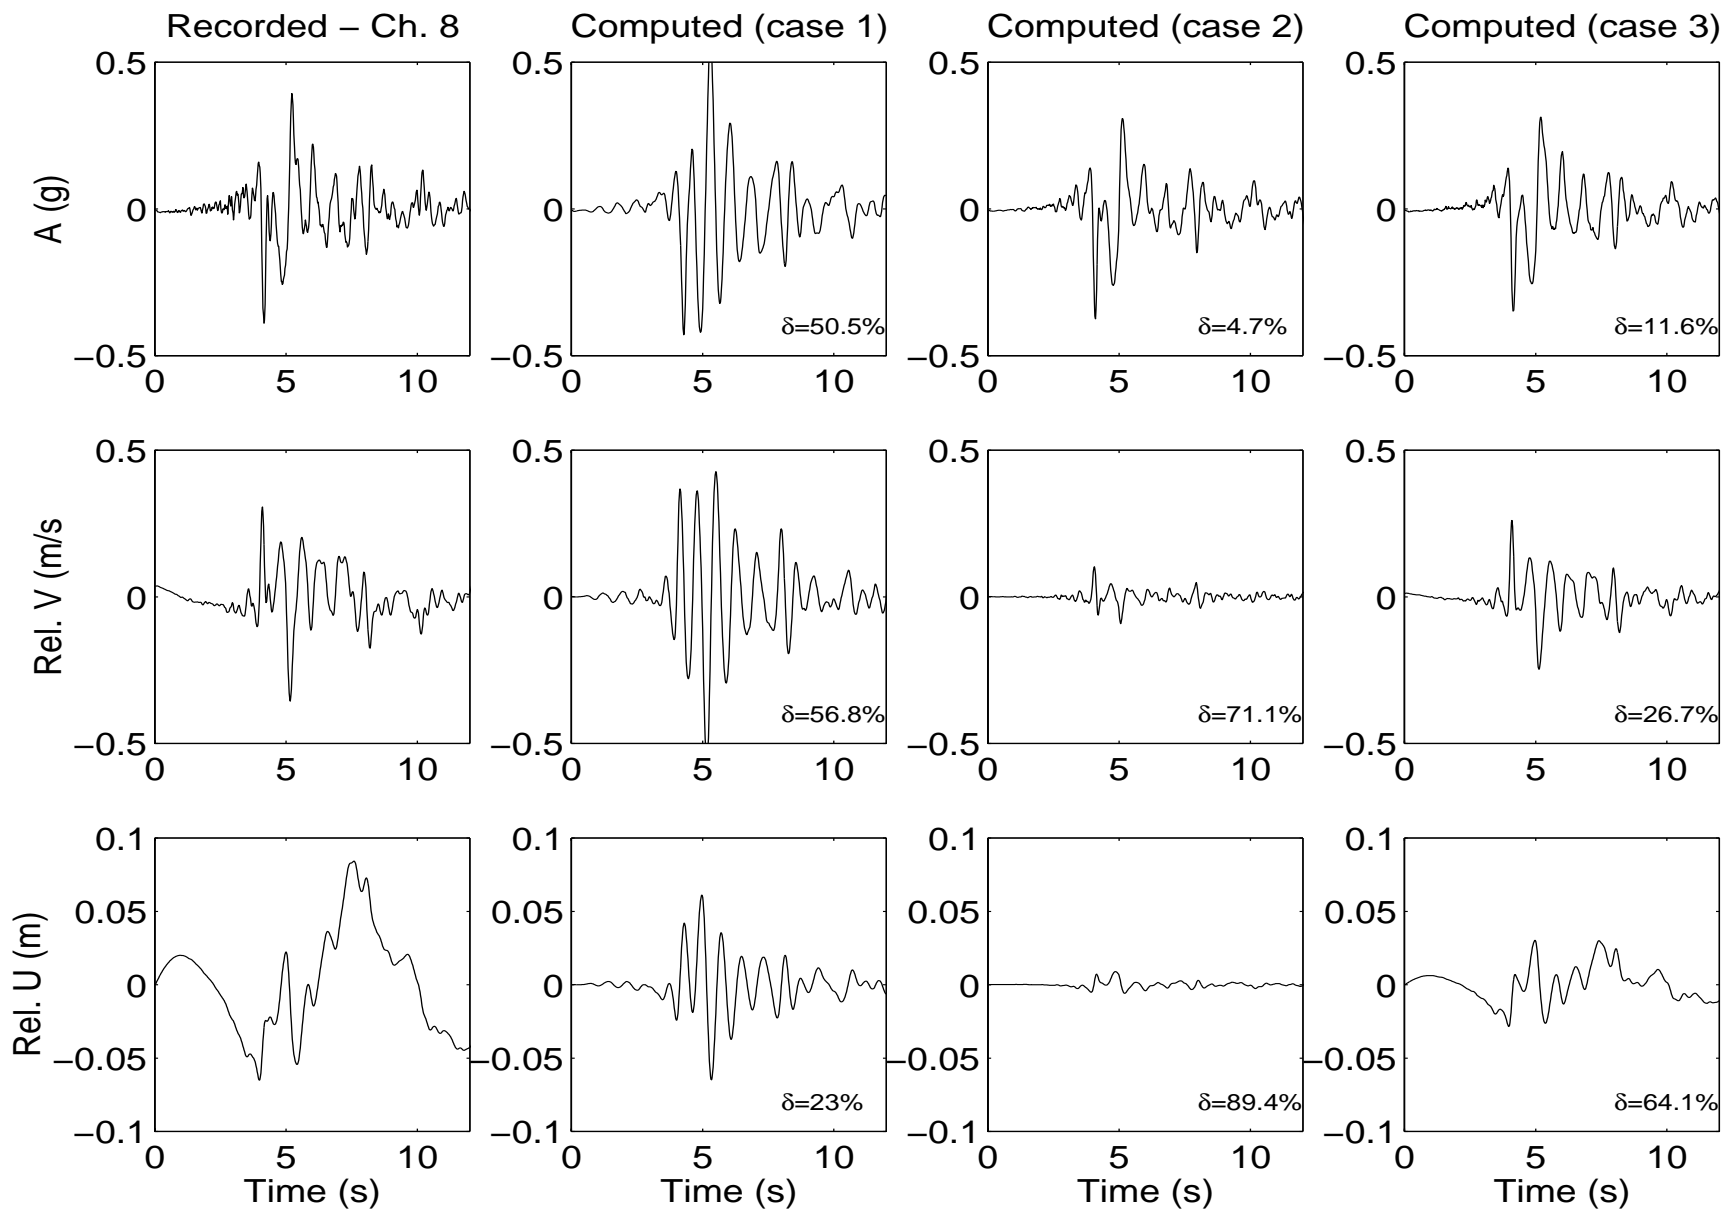 Recorded – Ch. 8
Computed (case 1)
Computed (case 2)
Computed (case 3)
A (g)
0.5
0
−0.5
0 5 10
0.5
0
−0.5
0 5 10
δ=50.5%
0.5
0
−0.5
0 5 10
δ=4.7%
0.5
0
−0.5
0 5 10
δ=11.6%
Rel. V (m/s
0.5
0
−0.5
0 5 10
0.5
0
−0.5
0 5 10
δ=56.8%
0.5
0
−0.5
0 5 10
δ=71.1%
0.5
0
−0.5
0 5 10
δ=26.7%
Rel. U (m)
0.1
0.05
0
−0.05
−0.1
0 5 10
Time (s)
0.1
0.05
0
−0.05
−0.1
0 5 10
δ=23%
Time (s)
0.1
0.05
0
−0.05
−0.1
0 5 10
δ=89.4%
Time (s)
0.1
0.05
0
−0.05
−0.1
0 5 10
δ=64.1%
Time (s)